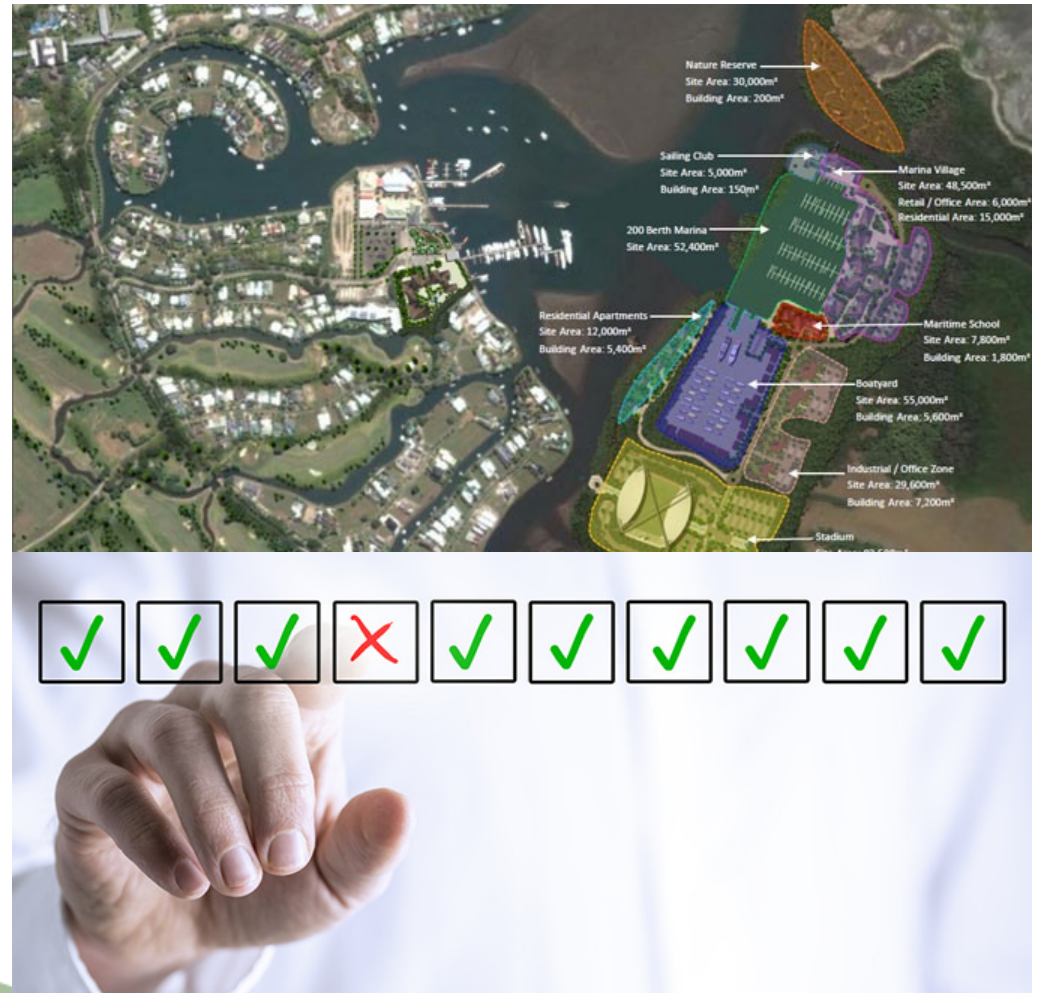 Nature Reserve
Site Area: 30,000m²
Building Area: 200m²
Sailing Club
Site Area: 5,000m²
Building Area: 150m²
Marina Village
Site Area: 48,500m²
Retail / Office Area: 6,000m²
Residential Area: 15,000m²
200 Berth Marina
Site Area: 52,400m²
Residential Apartments
Site Area: 12,000m²
Building Area: 5,400m²
Maritime School
Site Area: 7,800m²
Building Area: 1,800m²
Boatyard
Site Area: 55,000m²
Building Area: 5,600m²
Industrial / Office Zone
Site Area: 29,600m²
Building Area: 7,200m²
Stadium